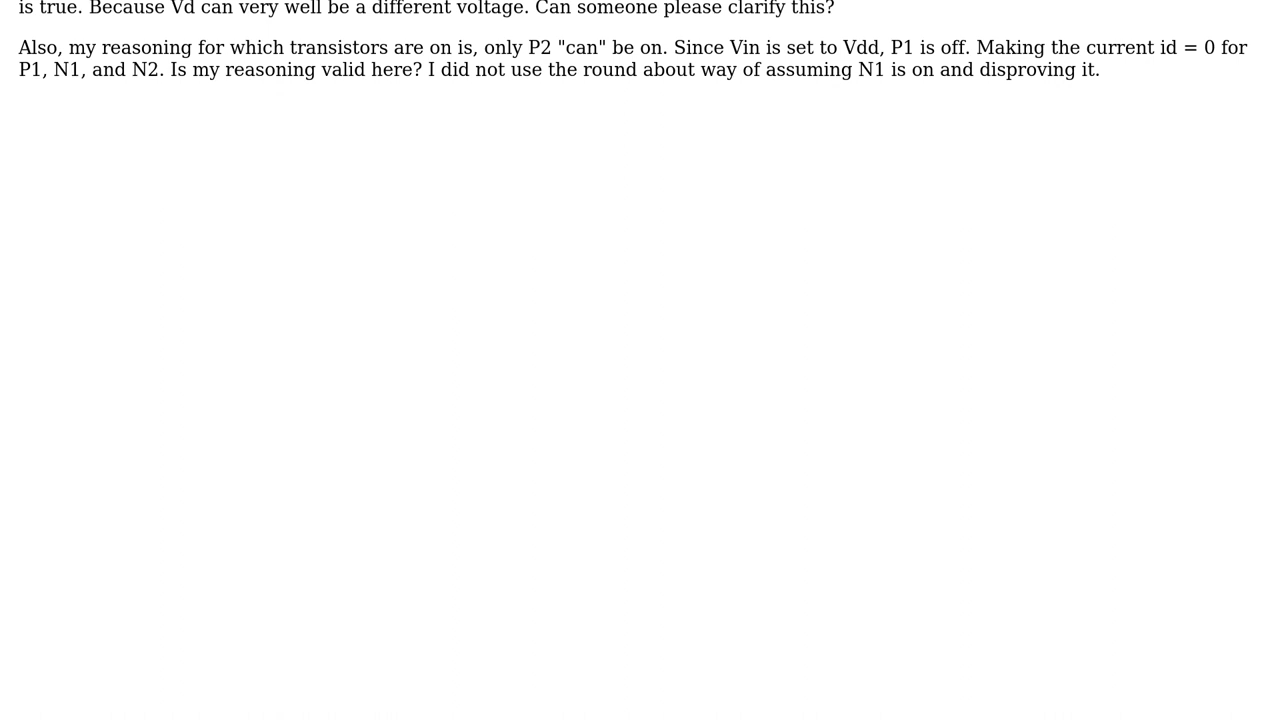 is true. Because Vd can very well be a different voltage. Can someone please clarify this?
Also, my reasoning for which transistors are on is, only P2 "can" be on. Since Vin is set to Vdd, P1 is off. Making the current id = 0 for
P1, N1, and N2. Is my reasoning valid here? I did not use the round about way of assuming N1 is on and disproving it.